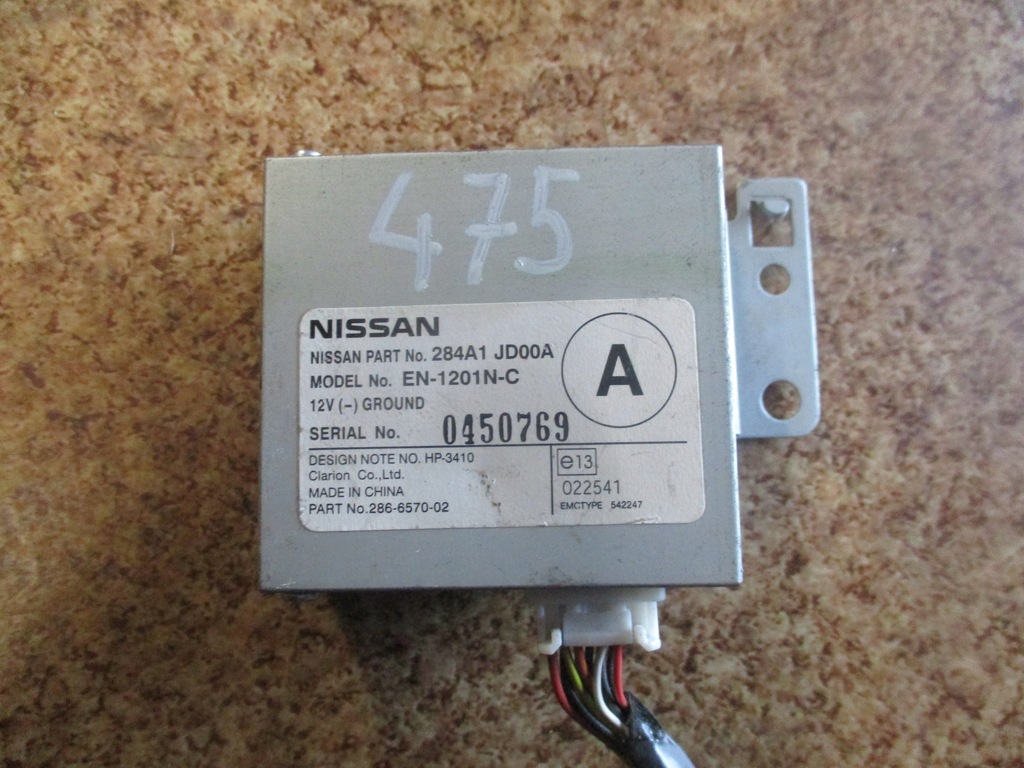 475
NISSAN
NISSAN PART No. 284A1 JD00A
A
MODEL No. EN-1201N-C
12V (-) GROUND
SERIAL No. 0450769
DESIGN NOTE NO. HP-3410
Clarion Co.,Ltd.
MADE IN CHINA
PART No.286-6570-02
e13
022541
EMCTYPE 542247